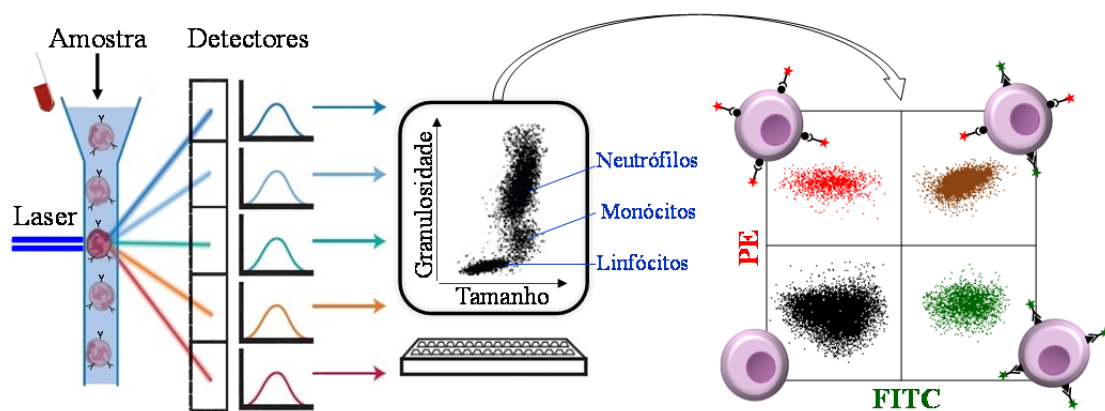 Amostra
Detectores
Laser
Granulosidade
Tamanho
Neutrófilos
Monócitos
Linfócitos
PE
FITC